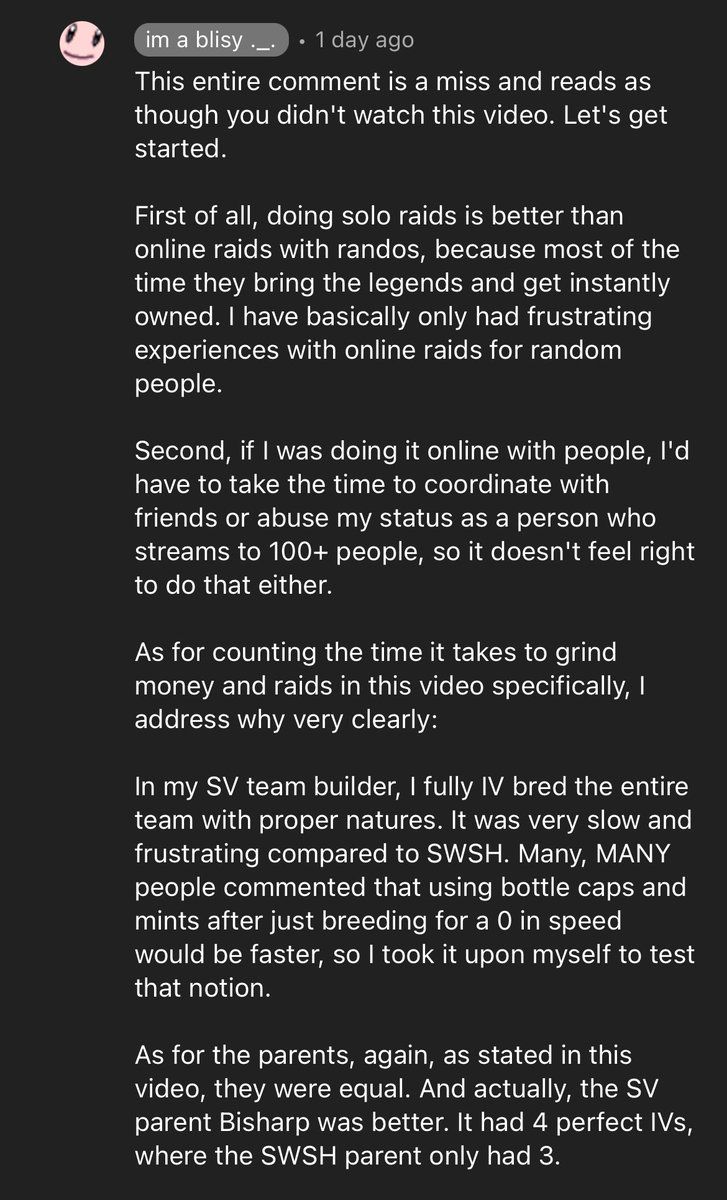 im a blisy ._. • 1 day ago
This entire comment is a miss and reads as
though you didn't watch this video. Let's get
started.
First of all, doing solo raids is better than
online raids with randos, because most of the
time they bring the legends and get instantly
owned. I have basically only had frustrating
experiences with online raids for random
people.
Second, if I was doing it online with people, I'd
have to take the time to coordinate with
friends or abuse my status as a person who
streams to 100+ people, so it doesn't feel right
to do that either.
As for counting the time it takes to grind
money and raids in this video specifically, I
address why very clearly:
In my SV team builder, I fully IV bred the entire
team with proper natures. It was very slow and
frustrating compared to SWSH. Many, MANY
people commented that using bottle caps and
mints after just breeding for a 0 in speed
would be faster, so I took it upon myself to test
that notion.
As for the parents, again, as stated in this
video, they were equal. And actually, the SV
parent Bisharp was better. It had 4 perfect IVs,
where the SWSH parent only had 3.